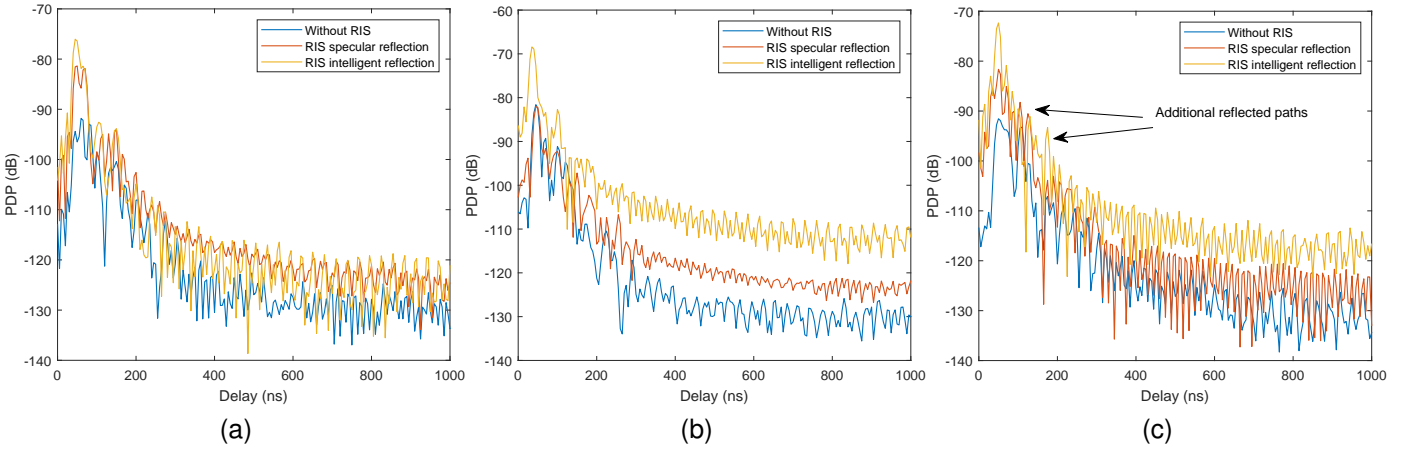 -70
-80
-90
-100
-110
-120
-130
-140
PDP (dB)
0 200 400 600 800 1000
Delay (ns)
Without RIS
RIS specular reflection
RIS intelligent reflection
(a)
-60
-70
-80
-90
-100
-110
-120
-130
-140
PDP (dB)
0 200 400 600 800 1000
Delay (ns)
Without RIS
RIS specular reflection
RIS intelligent reflection
(b)
-70
-80
-90
-100
-110
-120
-130
-140
PDP (dB)
0 200 400 600 800 1000
Delay (ns)
Without RIS
RIS specular reflection
RIS intelligent reflection
Additional reflected paths
(c)